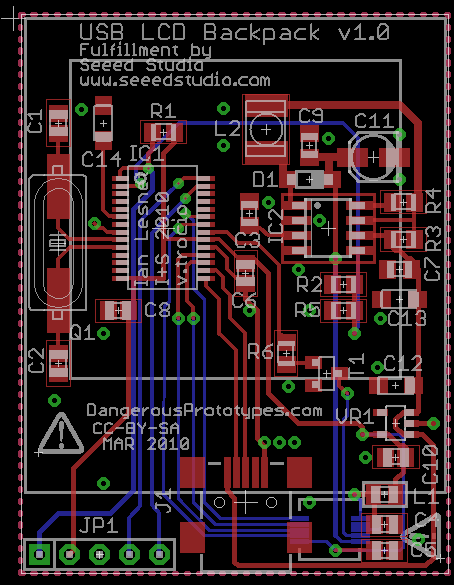 USB LCD Backpack v1.0
Fulfillment by
Seeed Studio
www.seeedstudio.com
C1
C14
R1
IC1
L2
C9
C11
D1
Ian Lesnet
ItS 2010
C3
IC2
R4
R3
C7
C6
C8
R2
R5
C13
Q1
C2
R6
T1
C12
DangerousPrototypes.com
CC-BY-SA
MAR 2010
VR1
C10
J1
L1
C4
C5
JP1